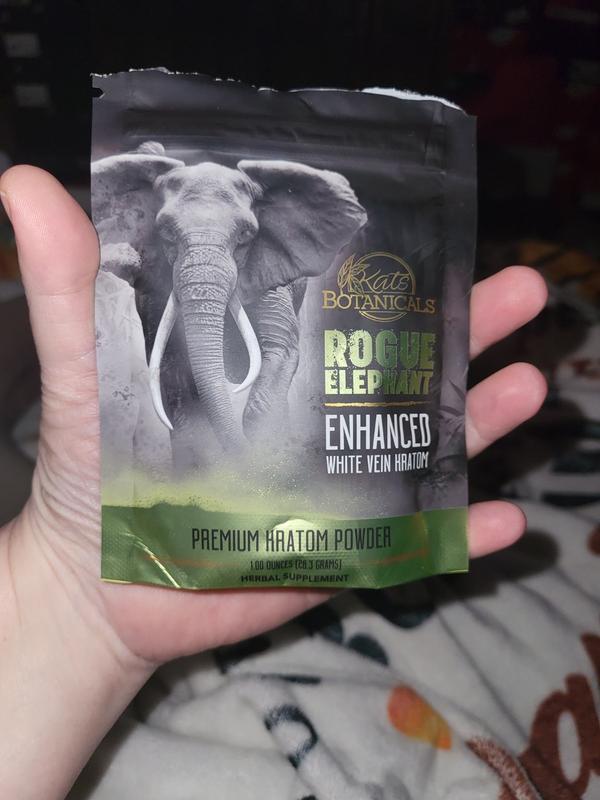 Kats
BOTANICALS
ROGUE
ELEPHANT
ENHANCED
WHITE VEIN KRATOM
PREMIUM KRATOM POWDER
1.00 OUNCES (28.3 GRAMS)
HERBAL SUPPLEMENT